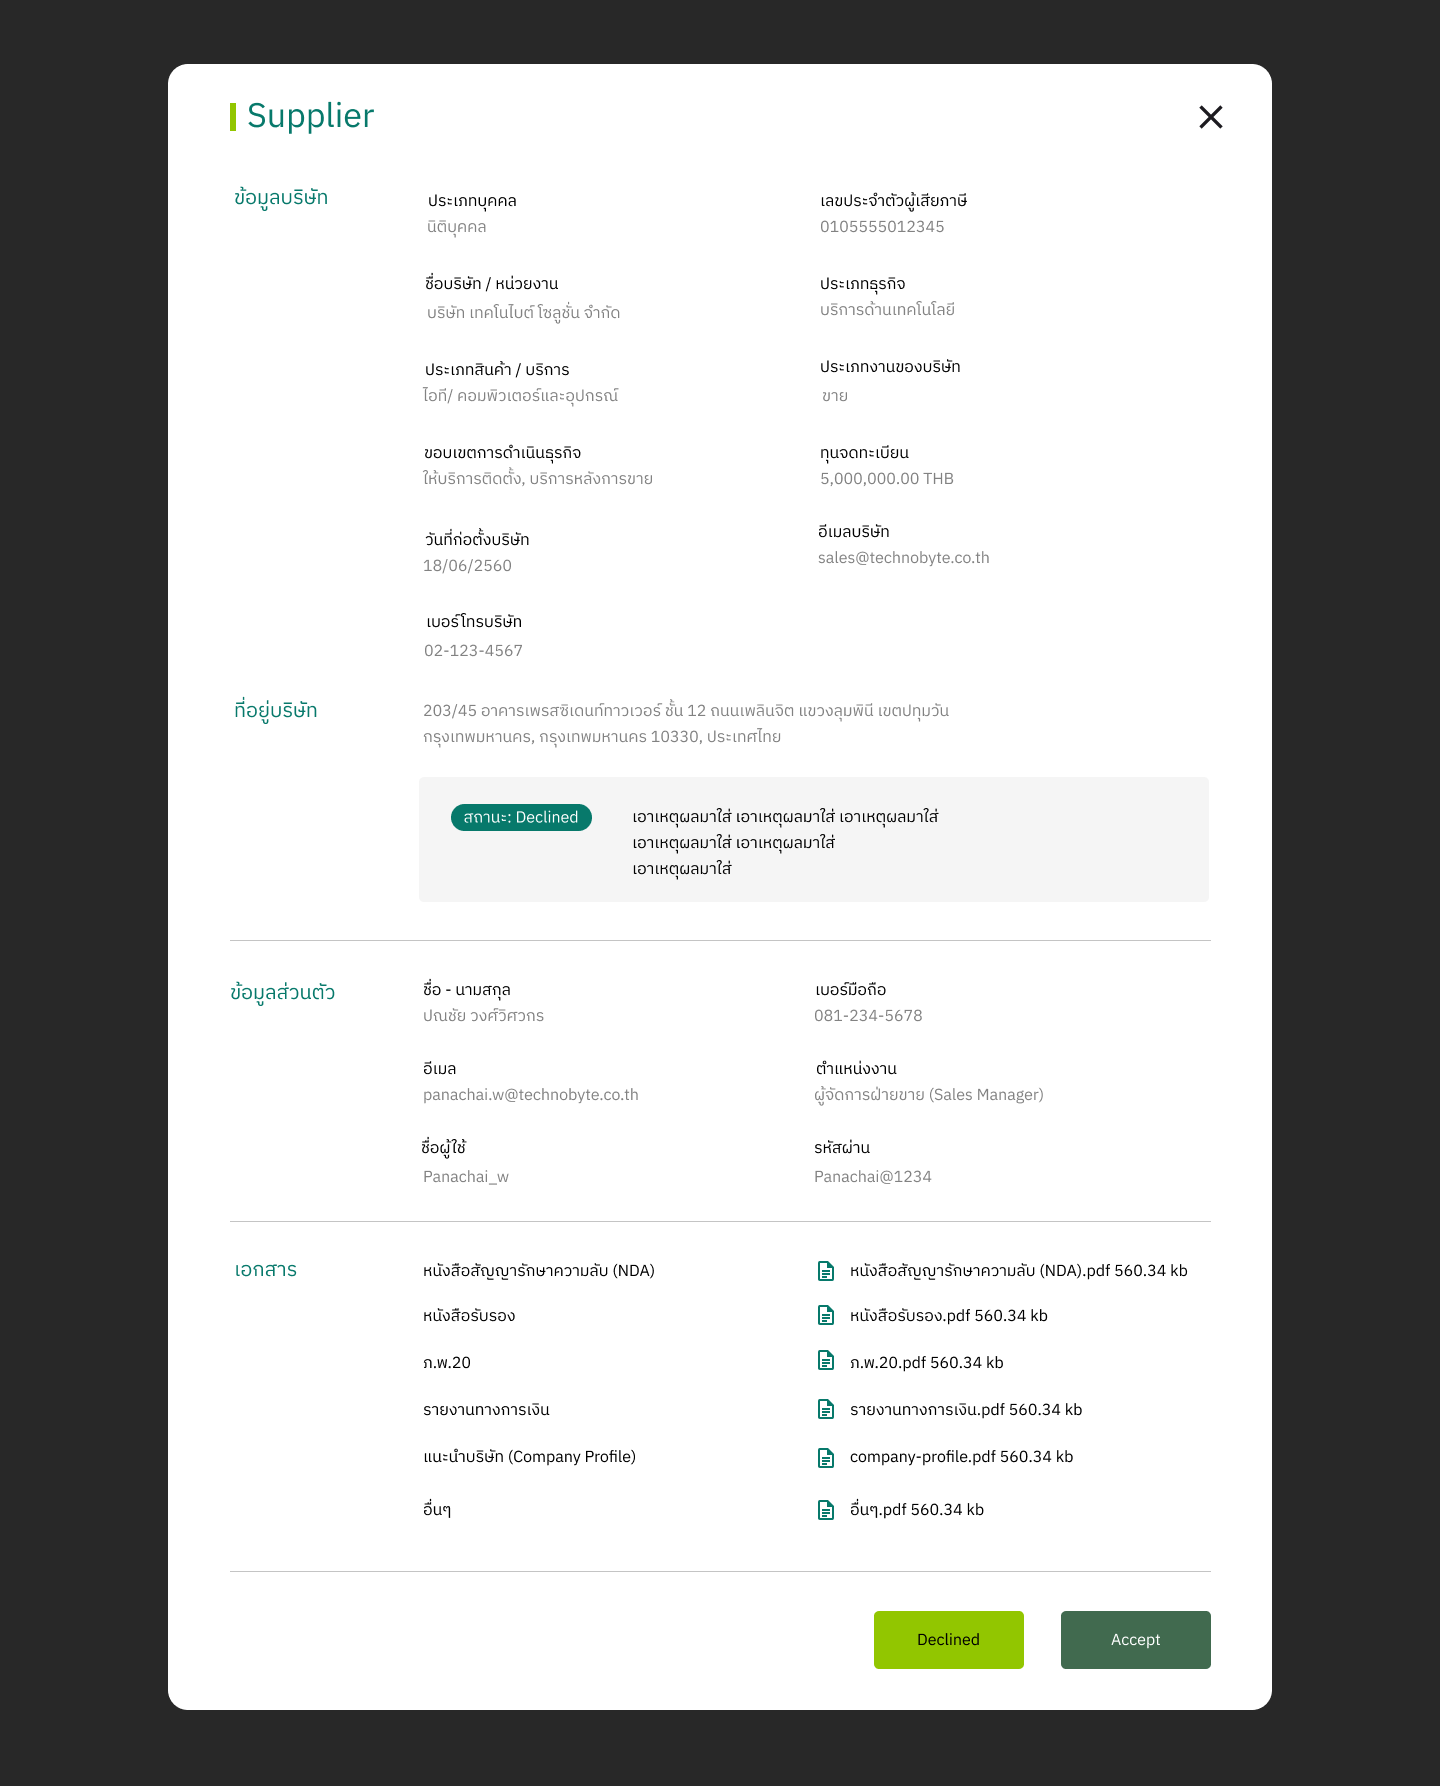 Supplier
ข้อมูลบริษัท
ประเภทบุคคล
นิติบุคคล
เลขประจำตัวผู้เสียภาษี
0105555012345
ชื่อบริษัท / หน่วยงาน
บริษัท เทคโนไบต์ โซลูชั่น จำกัด
ประเภทธุรกิจ
บริการด้านเทคโนโลยี
ประเภทสินค้า / บริการ
ไอที/ คอมพิวเตอร์และอุปกรณ์
ประเภทงานของบริษัท
ขาย
ขอบเขตการดำเนินธุรกิจ
ให้บริการติดตั้ง, บริการหลังการขาย
ทุนจดทะเบียน
5,000,000.00 THB
วันที่ก่อตั้งบริษัท
18/06/2560
อีเมลบริษัท
sales@technobyte.co.th
เบอร์โทรบริษัท
02-123-4567
ที่อยู่บริษัท
203/45 อาคารเพรสซิเดนท์ทาวเวอร์ ชั้น 12 ถนนเพลินจิต แขวงลุมพินี เขตปทุมวัน
กรุงเทพมหานคร, กรุงเทพมหานคร 10330, ประเทศไทย
สถานะ: Declined
เอาเหตุผลมาใส่ เอาเหตุผลมาใส่ เอาเหตุผลมาใส่
เอาเหตุผลมาใส่ เอาเหตุผลมาใส่
เอาเหตุผลมาใส่
ข้อมูลส่วนตัว
ชื่อ - นามสกุล
ปณชัย วงศ์วิศวกร
เบอร์มือถือ
081-234-5678
อีเมล
panachai.w@technobyte.co.th
ตำแหน่งงาน
ผู้จัดการฝ่ายขาย (Sales Manager)
ชื่อผู้ใช้
Panachai_w
รหัสผ่าน
Panachai@1234
เอกสาร
หนังสือสัญญารักษาความลับ (NDA)
หนังสือสัญญารักษาความลับ (NDA).pdf 560.34 kb
หนังสือรับรอง
หนังสือรับรอง.pdf 560.34 kb
ภ.พ.20
ภ.พ.20.pdf 560.34 kb
รายงานทางการเงิน
รายงานทางการเงิน.pdf 560.34 kb
แนะนำบริษัท (Company Profile)
company-profile.pdf 560.34 kb
อื่นๆ
อื่นๆ.pdf 560.34 kb
Declined
Accept